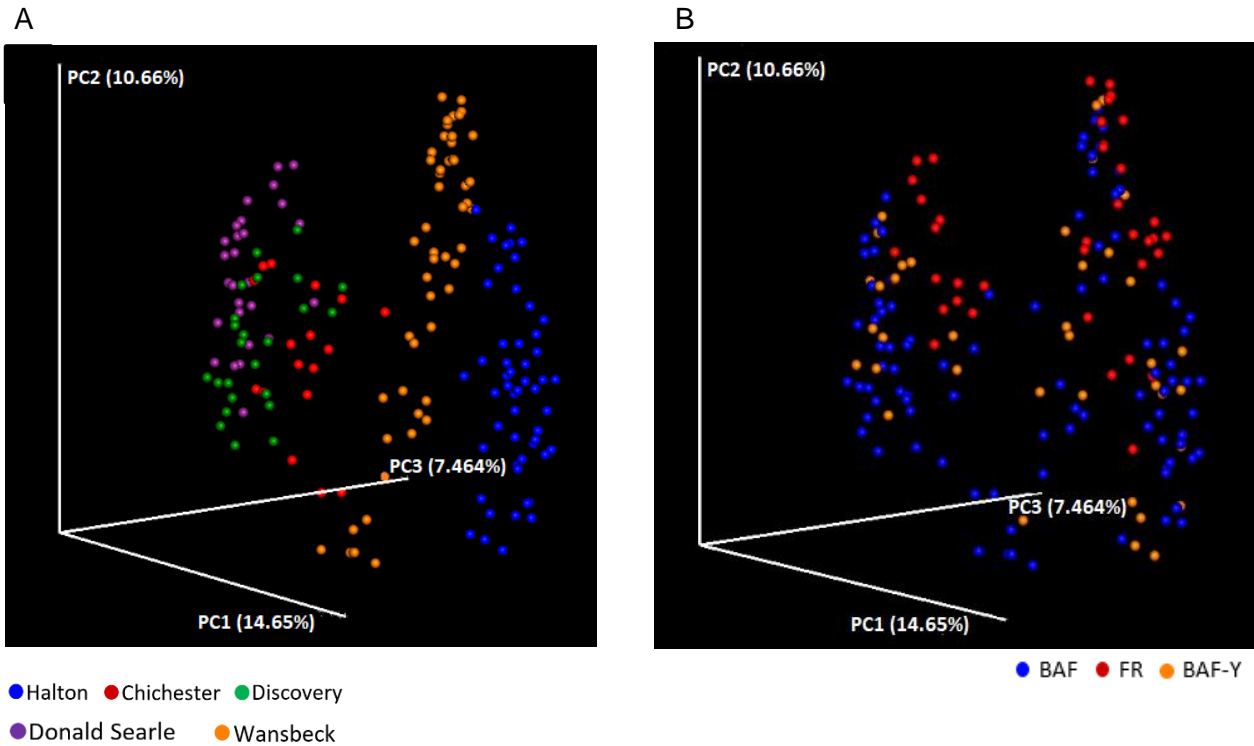 A
B
PC2 (10.66%)
PC2 (10.66%)
PC3 (7.464%)
PC3 (7.464%)
PC1 (14.65%)
PC1 (14.65%)
BAF FR BAF-Y
Halton Chichester Discovery
Donald Searle Wansbeck